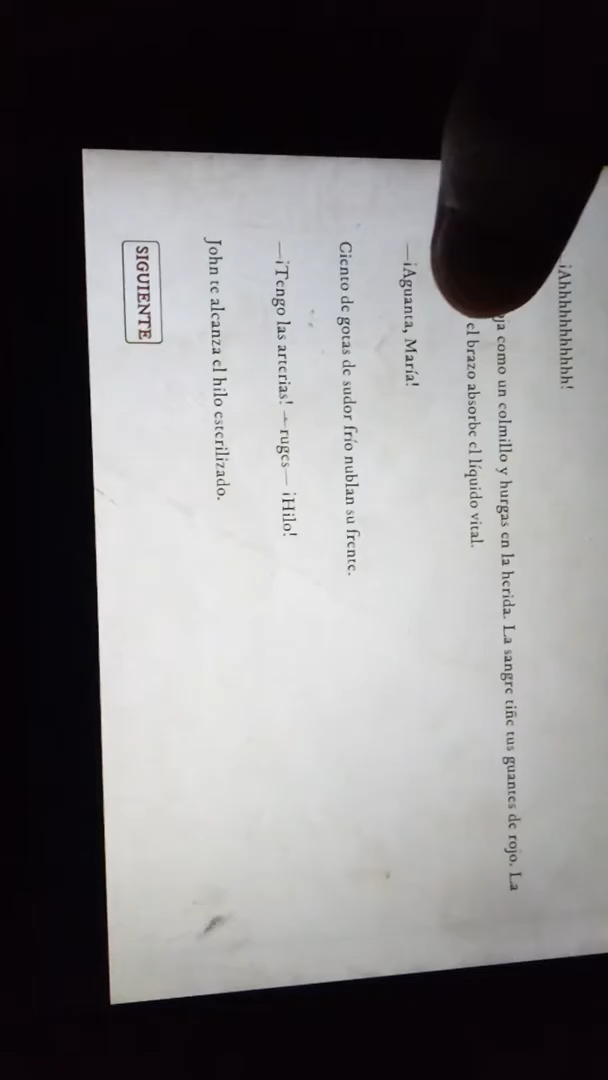 —¡Ahhhhhhhhhh!
como un colmillo y hurgas en la herida. La sangre tiñe tus guantes de rojo. La
el brazo absorbe el líquido vital.
—¡Aguanta, María!
Ciento de gotas de sudor frío nublan su frente.
—¡Tengo las arterias! —ruges— ¡Hilo!
John te alcanza el hilo esterilizado.
SIGUIENTE